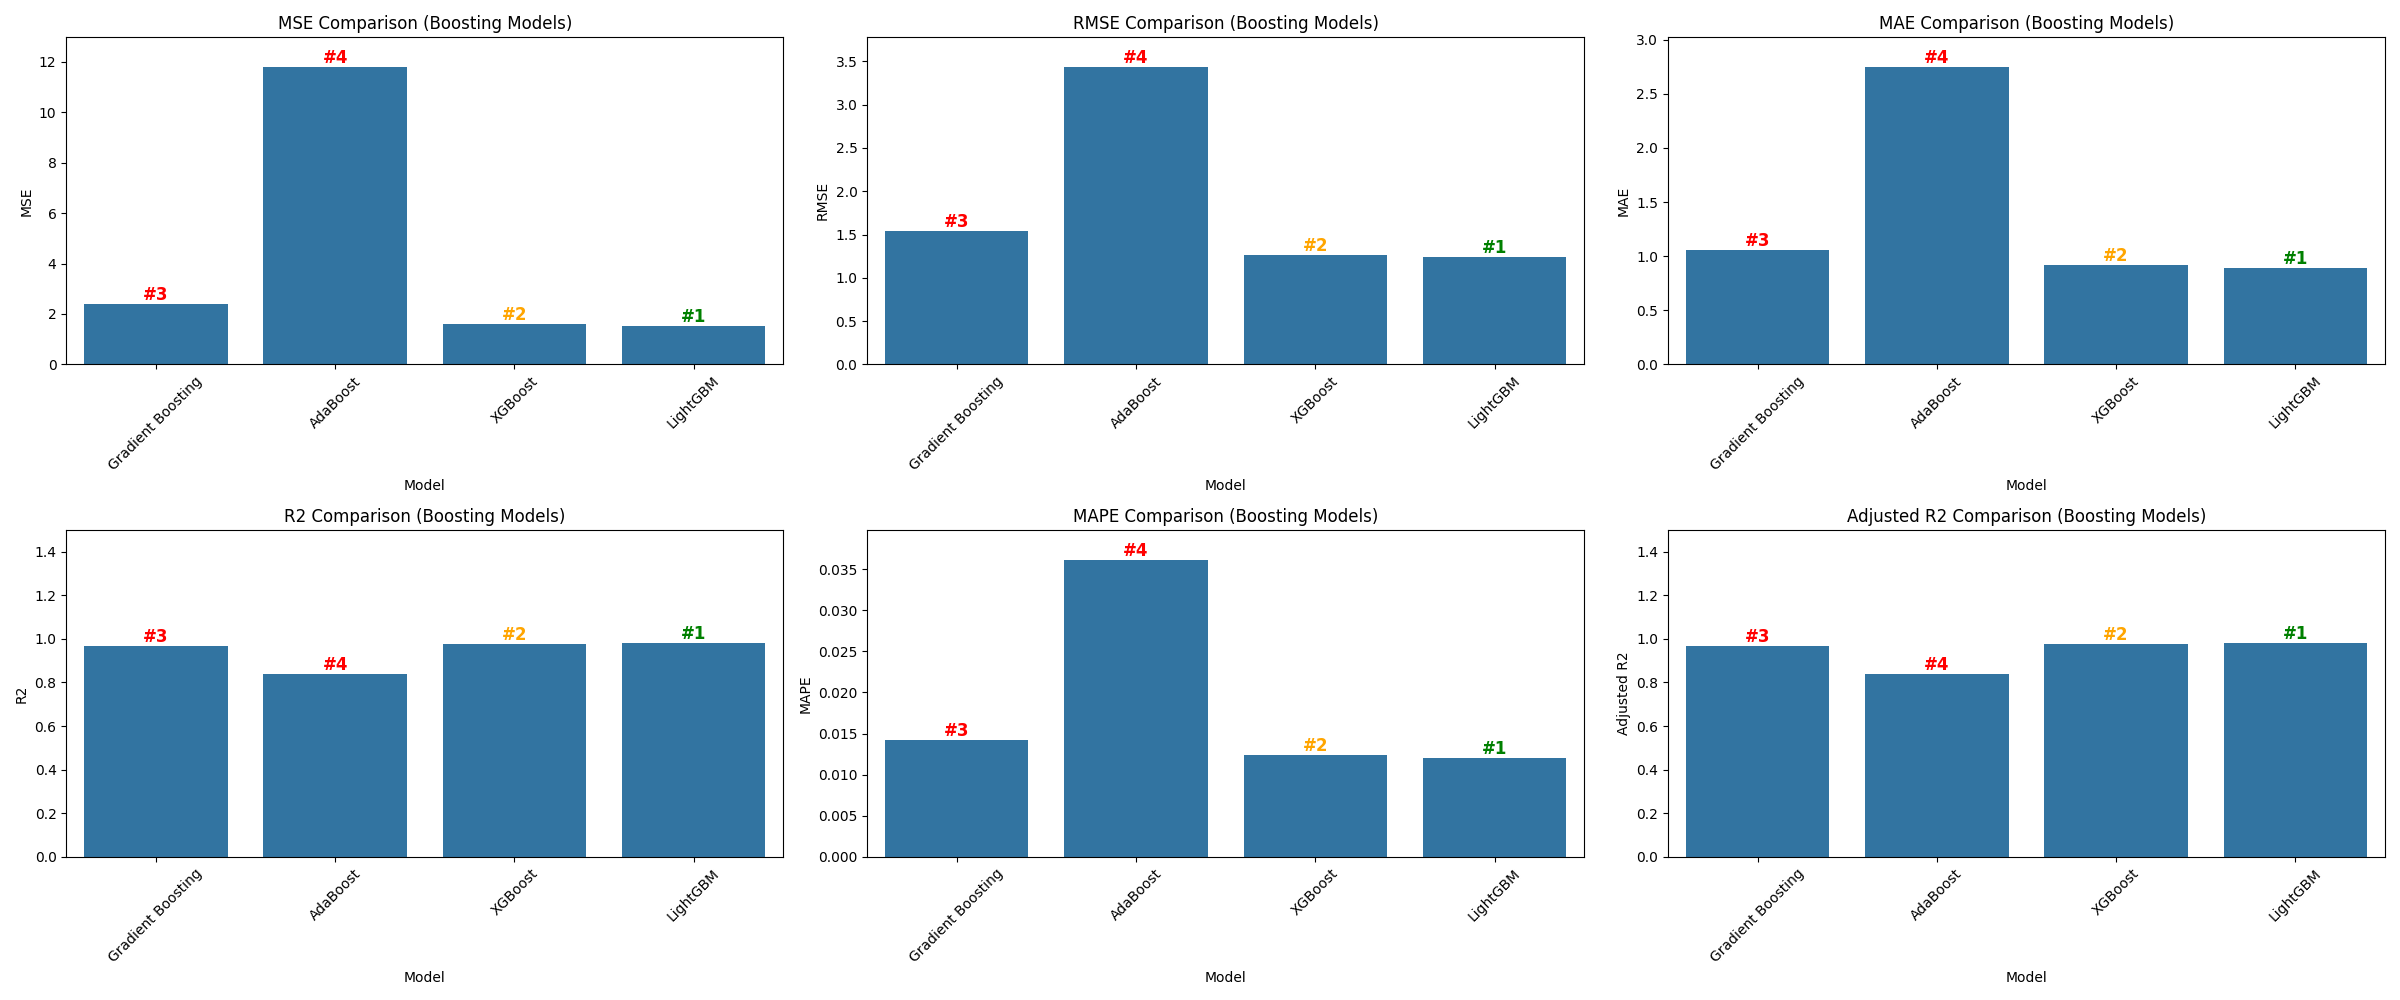 MSE Comparison (Boosting Models)
MSE
12
10
8
6
4
2
0
#3
#4
#2
#1
Gradient Boosting
AdaBoost
XGBoost
LightGBM
Model
RMSE Comparison (Boosting Models)
RMSE
3.5
3.0
2.5
2.0
1.5
1.0
0.5
0.0
#3
#4
#2
#1
Gradient Boosting
AdaBoost
XGBoost
LightGBM
Model
MAE Comparison (Boosting Models)
MAE
3.0
2.5
2.0
1.5
1.0
0.5
0.0
#3
#4
#2
#1
Gradient Boosting
AdaBoost
XGBoost
LightGBM
Model
R2 Comparison (Boosting Models)
R2
1.4
1.2
1.0
0.8
0.6
0.4
0.2
0.0
#3
#4
#2
#1
Gradient Boosting
AdaBoost
XGBoost
LightGBM
Model
MAPE Comparison (Boosting Models)
MAPE
0.035
0.030
0.025
0.020
0.015
0.010
0.005
0.000
#3
#4
#2
#1
Gradient Boosting
AdaBoost
XGBoost
LightGBM
Model
Adjusted R2 Comparison (Boosting Models)
Adjusted R2
1.4
1.2
1.0
0.8
0.6
0.4
0.2
0.0
#3
#4
#2
#1
Gradient Boosting
AdaBoost
XGBoost
LightGBM
Model